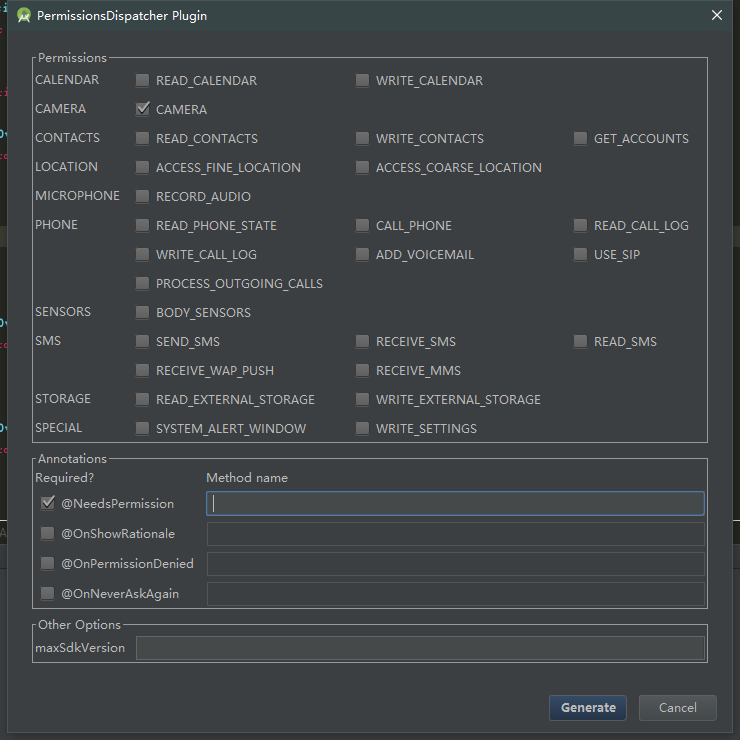 PermissionsDispatcher Plugin
Permissions
CALENDAR READ_CALENDAR WRITE_CALENDAR
CAMERA CAMERA
CONTACTS READ_CONTACTS WRITE_CONTACTS GET_ACCOUNTS
LOCATION ACCESS_FINE_LOCATION ACCESS_COARSE_LOCATION
MICROPHONE RECORD_AUDIO
PHONE READ_PHONE_STATE CALL_PHONE READ_CALL_LOG
WRITE_CALL_LOG ADD_VOICEMAIL USE_SIP
PROCESS_OUTGOING_CALLS
SENSORS BODY_SENSORS
SMS SEND_SMS RECEIVE_SMS READ_SMS
RECEIVE_WAP_PUSH RECEIVE_MMS
STORAGE READ_EXTERNAL_STORAGE WRITE_EXTERNAL_STORAGE
SPECIAL SYSTEM_ALERT_WINDOW WRITE_SETTINGS
Annotations
Required? Method name
@NeedsPermission
@OnShowRationale
@OnPermissionDenied
@OnNeverAskAgain
Other Options
maxSdkVersion
Generate Cancel